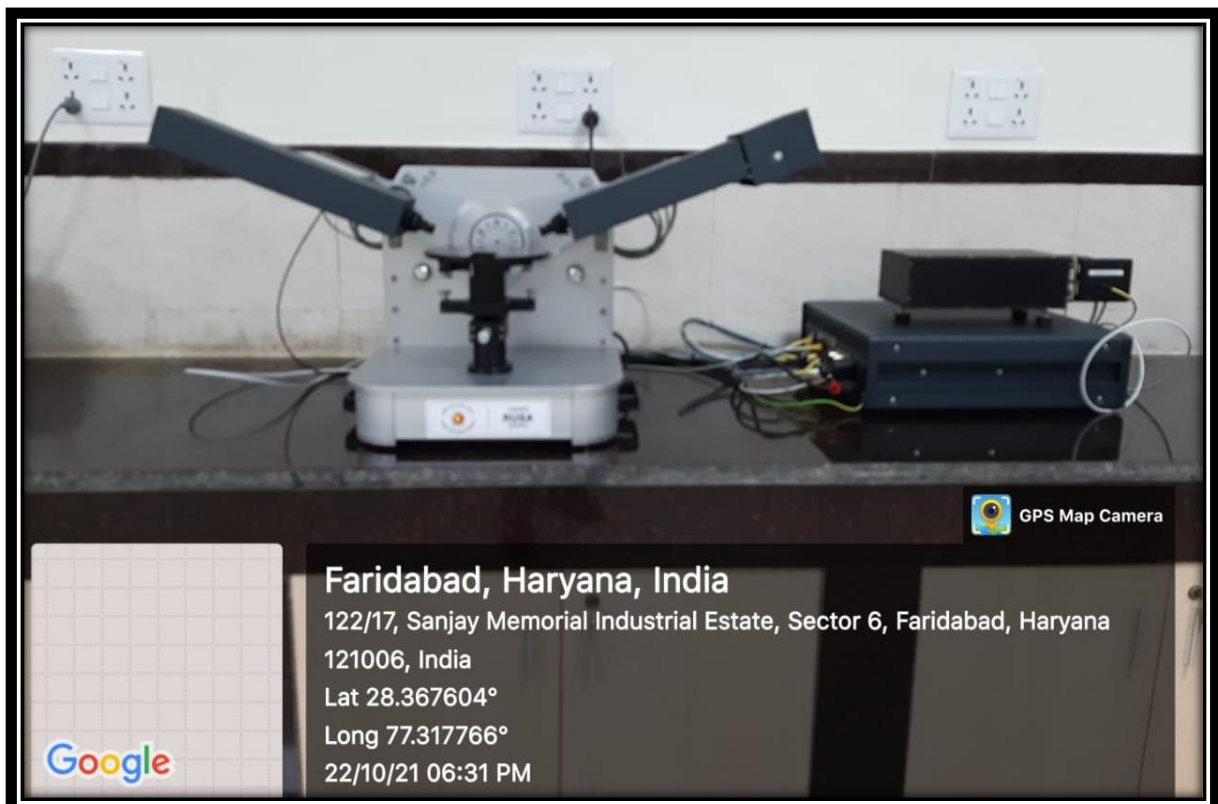 GPS Map Camera
Faridabad, Haryana, India
122/17, Sanjay Memorial Industrial Estate, Sector 6, Faridabad, Haryana
121006, India
Lat 28.367604°
Long 77.317766°
22/10/21 06:31 PM
Google